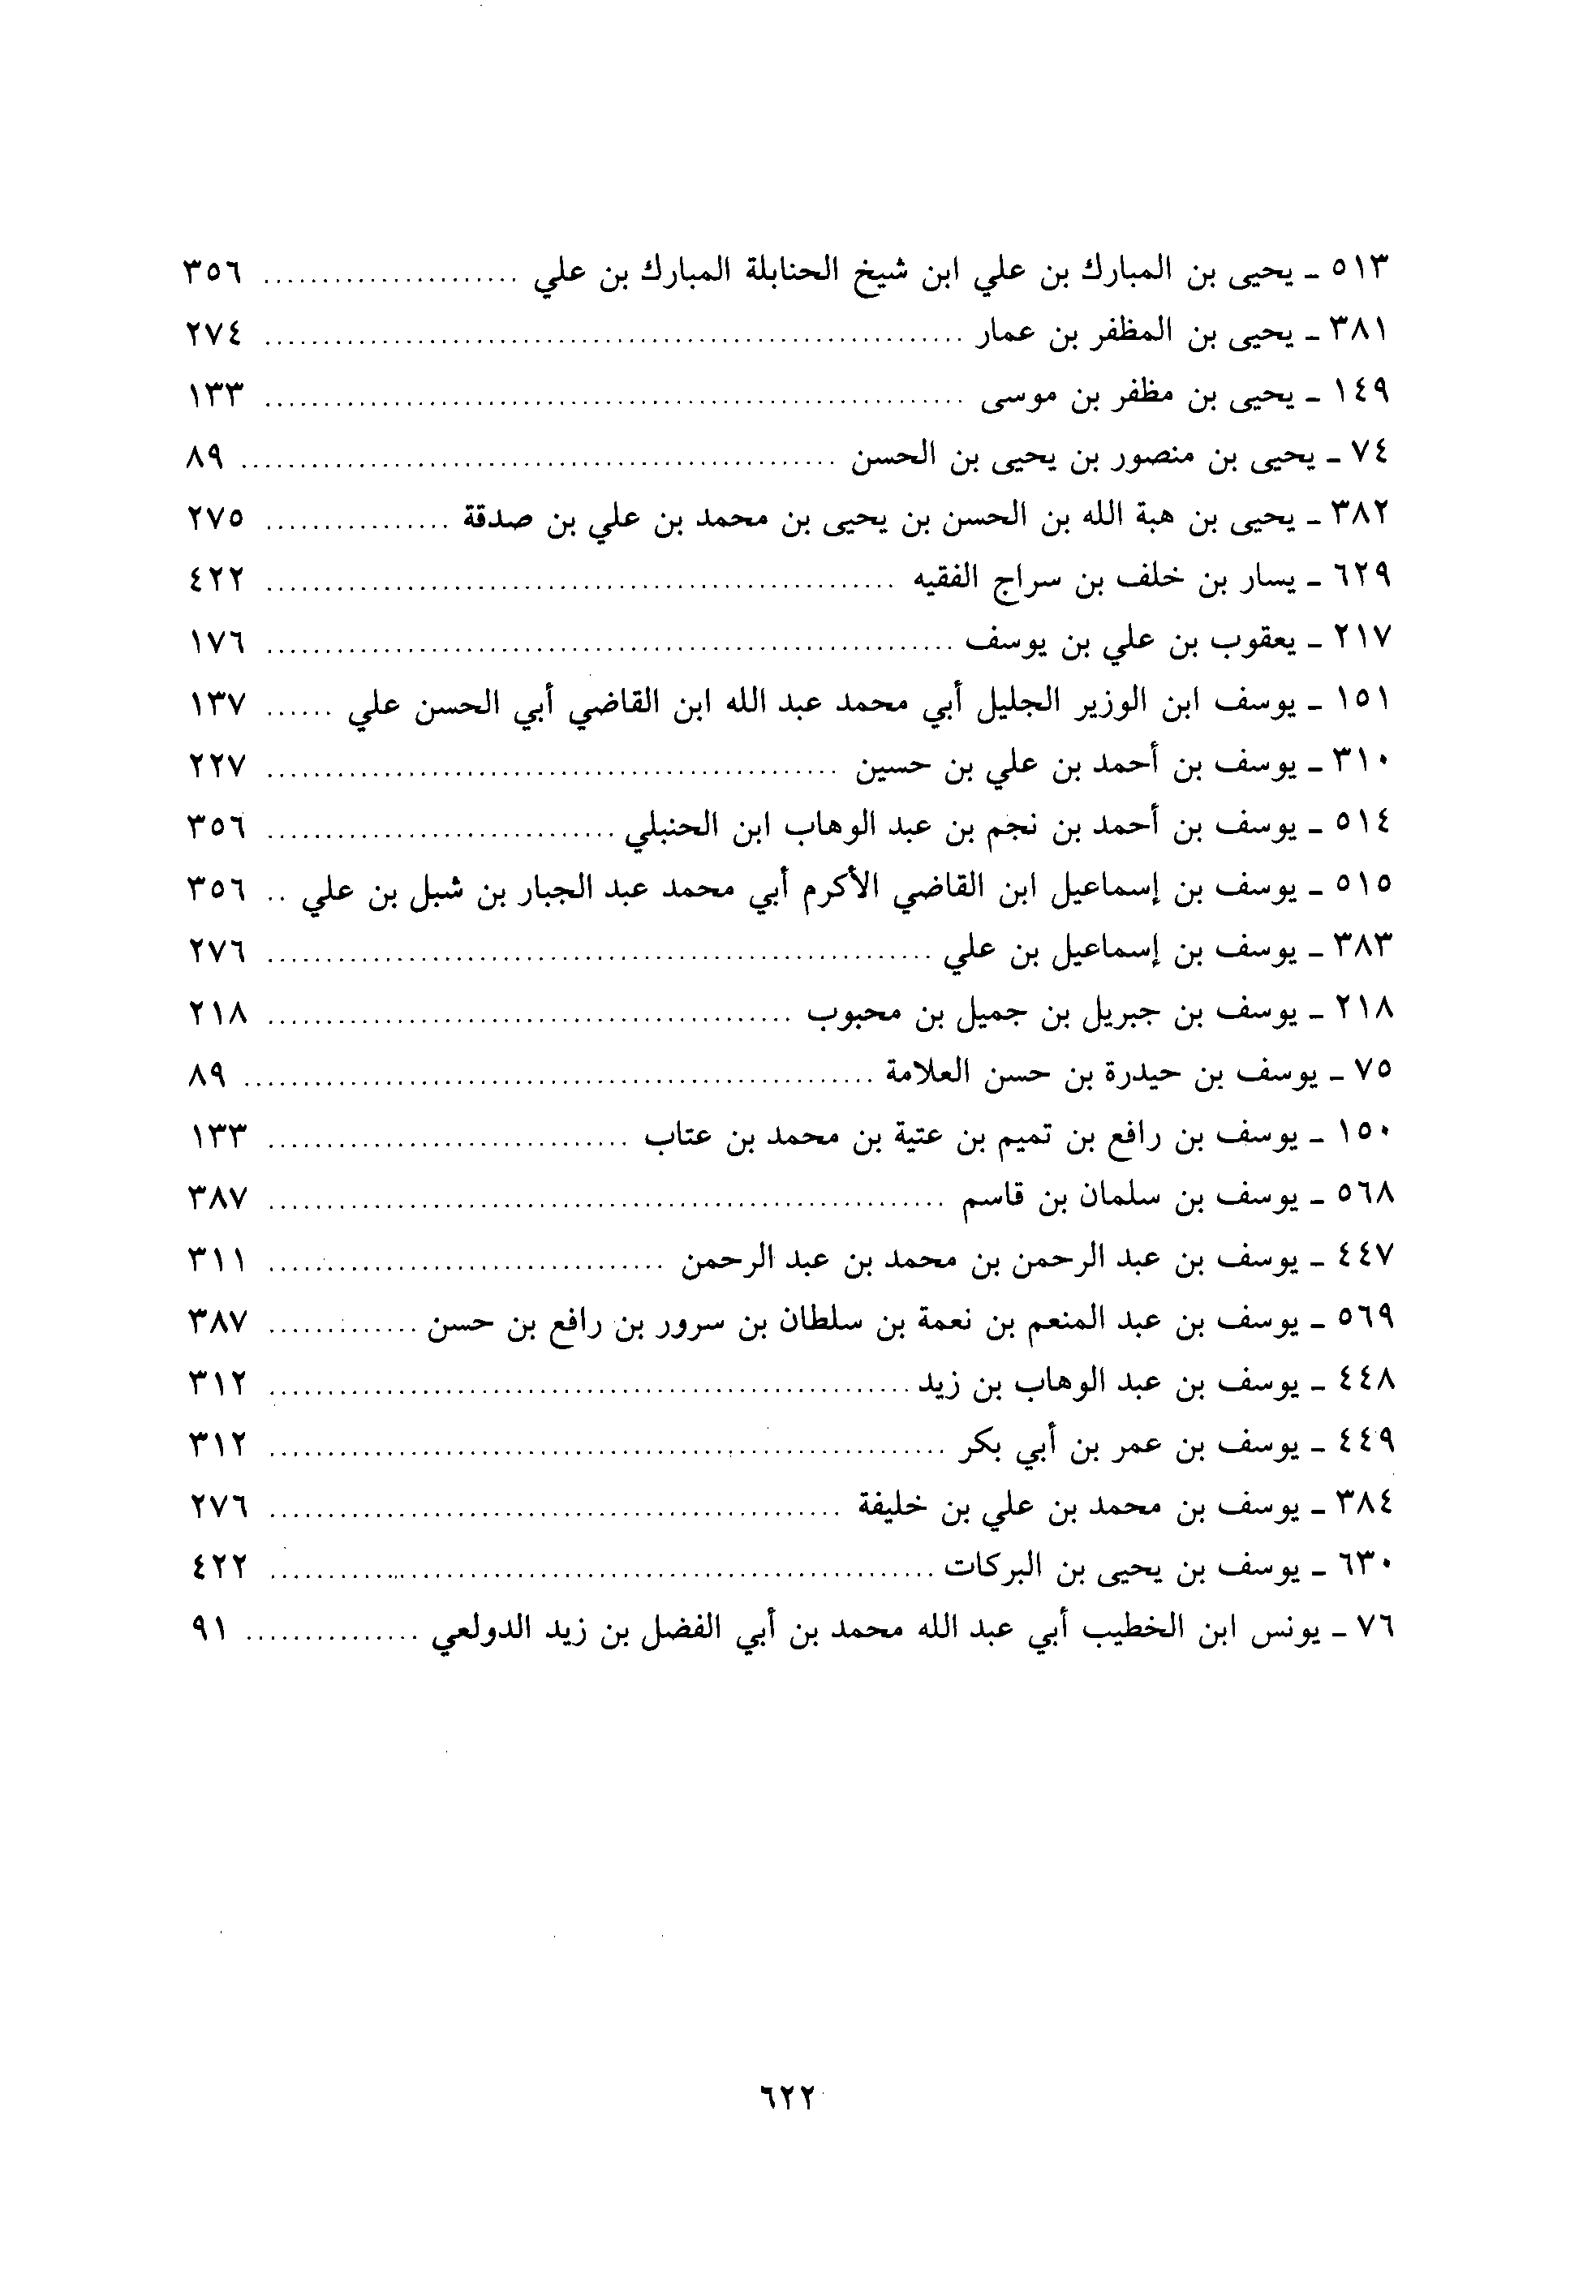 ٥١٣ ـ يحيى بن المبارك بن علي ابن شيخ الحنابلة المبارك بن علي ...................... ٣٥٦
٣٨١ ـ يحيى بن المظفر بن عمار ............................................................ ٢٧٤
١٤٩ ـ يحيى بن مظفر بن موسى ............................................................ ١٣٣
٧٤ ـ يحيى بن منصور بن يحيى بن الحسن ................................................... ٨٩
٣٨٢ ـ يحيى بن هبة الله بن الحسن بن يحيى بن محمد بن علي بن صدقة ................ ٢٧٥
٦٢٩ ـ يسار بن خلف بن سراج الفقيه ...................................................... ٤٢٢
٢١٧ ـ يعقوب بن علي بن يوسف ........................................................... ١٧٦
١٥١ ـ يوسف ابن الوزير الجليل أبي محمد عبد الله ابن القاضي أبي الحسن علي ...... ١٣٧
٣١٠ ـ يوسف بن أحمد بن علي بن حسين ................................................. ٢٢٧
٥١٤ ـ يوسف بن أحمد بن نجم بن عبد الوهاب ابن الحنبلي .............................. ٣٥٦
٥١٥ ـ يوسف بن إسماعيل ابن القاضي الأكرم أبي محمد عبد الجبار بن شبل بن علي .. ٣٥٦
٣٨٣ ـ يوسف بن إسماعيل بن علي ......................................................... ٢٧٦
٢١٨ ـ يوسف بن جبريل بن جميل بن محبوب ............................................. ٢١٨
٧٥ ـ يوسف بن حيدرة بن حسن العلامة ..................................................... ٨٩
١٥٠ ـ يوسف بن رافع بن تميم بن عتية بن محمد بن عتاب ............................... ١٣٣
٥٦٨ ـ يوسف بن سلمان بن قاسم .......................................................... ٣٨٧
٤٤٧ ـ يوسف بن عبد الرحمن بن محمد بن عبد الرحمن .................................. ٣١١
٥٦٩ ـ يوسف بن عبد المنعم بن نعمة بن سلطان بن سرور بن رافع بن حسن ............. ٣٨٧
٤٤٨ ـ يوسف بن عبد الوهاب بن زيد ....................................................... ٣١٢
٤٤٩ ـ يوسف بن عمر بن أبي بكر .......................................................... ٣١٢
٣٨٤ ـ يوسف بن محمد بن علي بن خليفة ................................................. ٢٧٦
٦٣٠ ـ يوسف بن يحيى بن البركات ......................................................... ٤٢٢
٧٦ ـ يونس ابن الخطيب أبي عبد الله محمد بن أبي الفضل بن زيد الدولعي ............... ٩١
٦٢٢